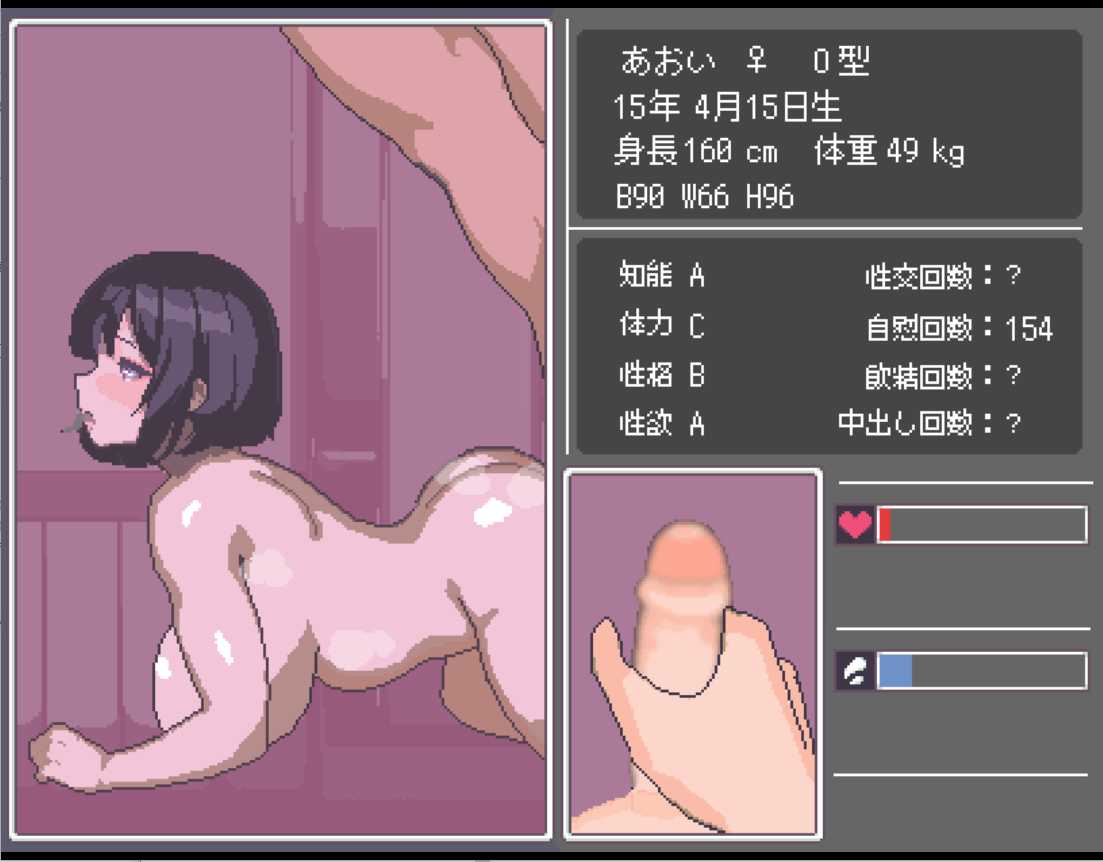 あおい ♀ O型
15年 4月15日生
身長160 cm 体重49 kg
B90 W66 H96
知能 A
体力 C
性格 B
性欲 A
性交回数:?
自慰回数:154
飲精回数:?
中出し回数:?